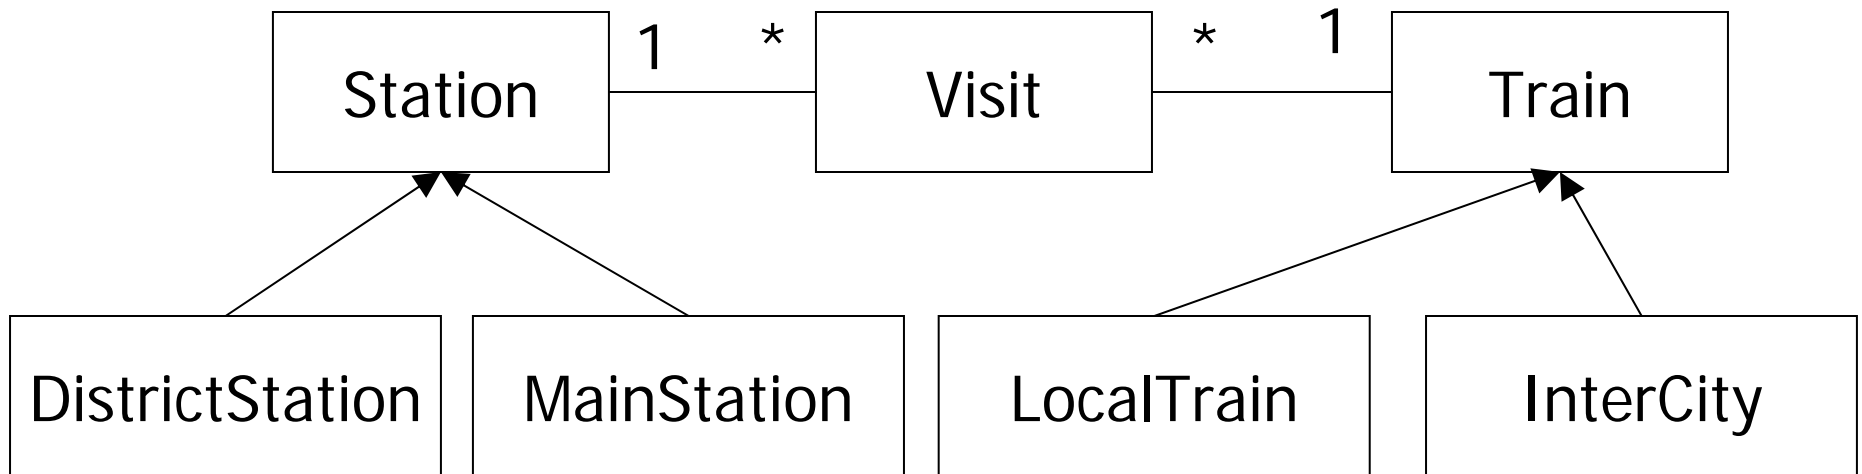 1 * * 1
Station Visit Train
DistrictStation MainStation LocalTrain InterCity